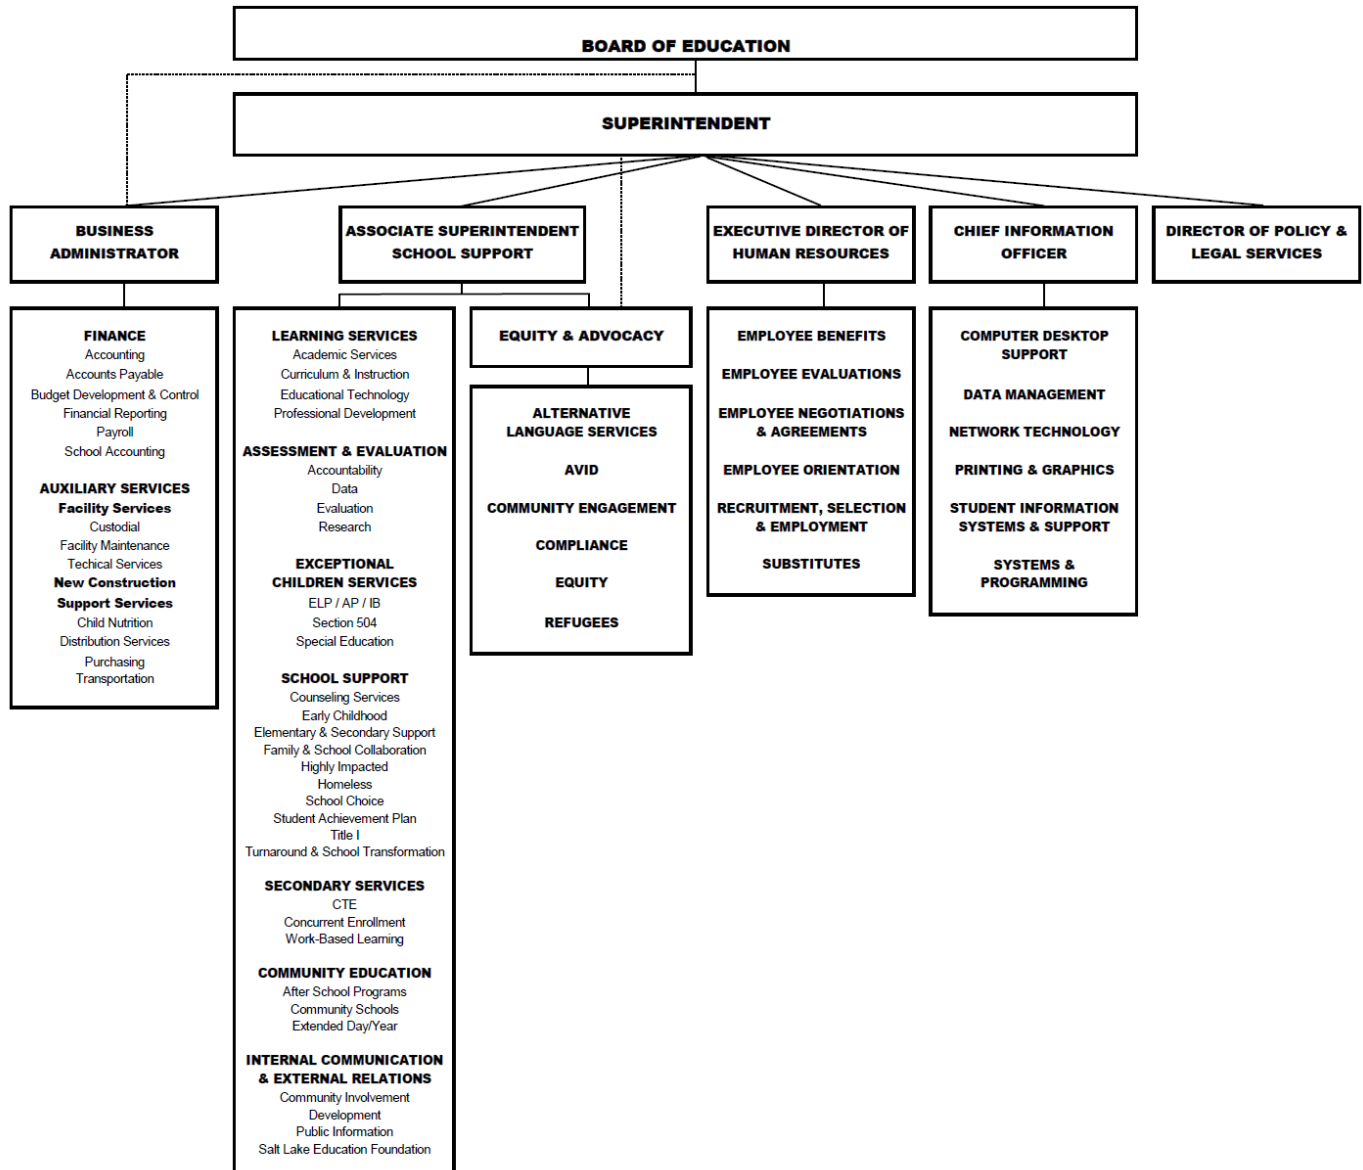 BOARD OF EDUCATION
SUPERINTENDENT
BUSINESS
ADMINISTRATOR
ASSOCIATE SUPERINTENDENT
SCHOOL SUPPORT
EXECUTIVE DIRECTOR OF
HUMAN RESOURCES
CHIEF INFORMATION
OFFICER
DIRECTOR OF POLICY &
LEGAL SERVICES
FINANCE
Accounting
Accounts Payable
Budget Development & Control
Financial Reporting
Payroll
School Accounting
AUXILIARY SERVICES
Facility Services
Custodial
Facility Maintenance
Techical Services
New Construction
Support Services
Child Nutrition
Distribution Services
Purchasing
Transportation
LEARNING SERVICES
Academic Services
Curriculum & Instruction
Educational Technology
Professional Development
ASSESSMENT & EVALUATION
Accountability
Data
Evaluation
Research
EXCEPTIONAL
CHILDREN SERVICES
ELP / AP / IB
Section 504
Special Education
SCHOOL SUPPORT
Counseling Services
Early Childhood
Elementary & Secondary Support
Family & School Collaboration
Highly Impacted
Homeless
School Choice
Student Achievement Plan
Title I
Turnaround & School Transformation
SECONDARY SERVICES
CTE
Concurrent Enrollment
Work-Based Learning
COMMUNITY EDUCATION
After School Programs
Community Schools
Extended Day/Year
INTERNAL COMMUNICATION
& EXTERNAL RELATIONS
Community Involvement
Development
Public Information
Salt Lake Education Foundation
EQUITY & ADVOCACY
ALTERNATIVE
LANGUAGE SERVICES
AVID
COMMUNITY ENGAGEMENT
COMPLIANCE
EQUITY
REFUGEES
EMPLOYEE BENEFITS
EMPLOYEE EVALUATIONS
EMPLOYEE NEGOTIATIONS
& AGREEMENTS
EMPLOYEE ORIENTATION
RECRUITMENT, SELECTION
& EMPLOYMENT
SUBSTITUTES
COMPUTER DESKTOP
SUPPORT
DATA MANAGEMENT
NETWORK TECHNOLOGY
PRINTING & GRAPHICS
STUDENT INFORMATION
SYSTEMS & SUPPORT
SYSTEMS &
PROGRAMMING